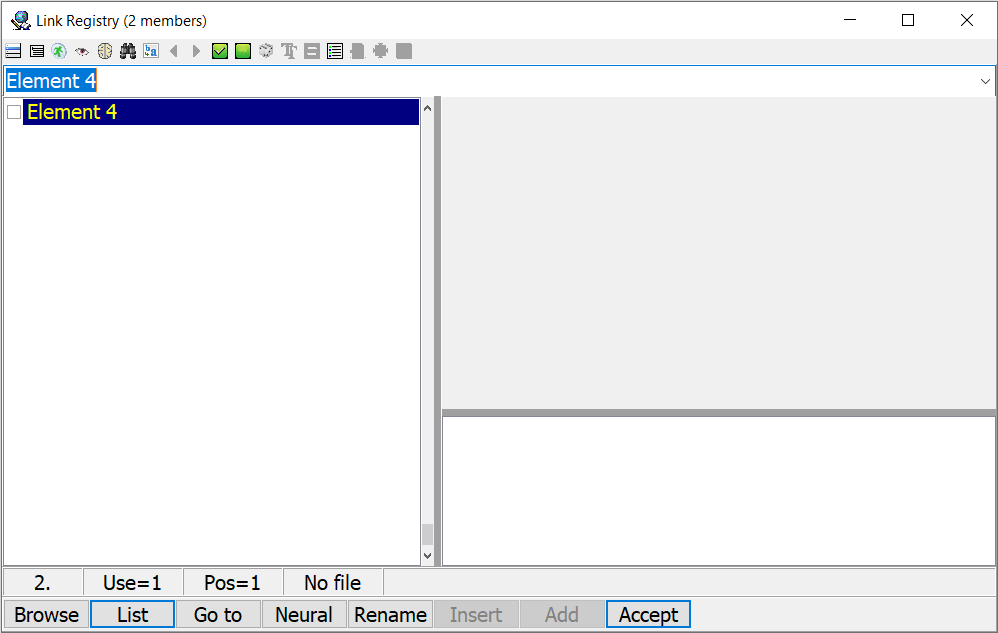 Link Registry (2 members)
Element 4
Element 4
2. Use=1 Pos=1 No file
Browse List Go to Neural Rename Insert Add Accept